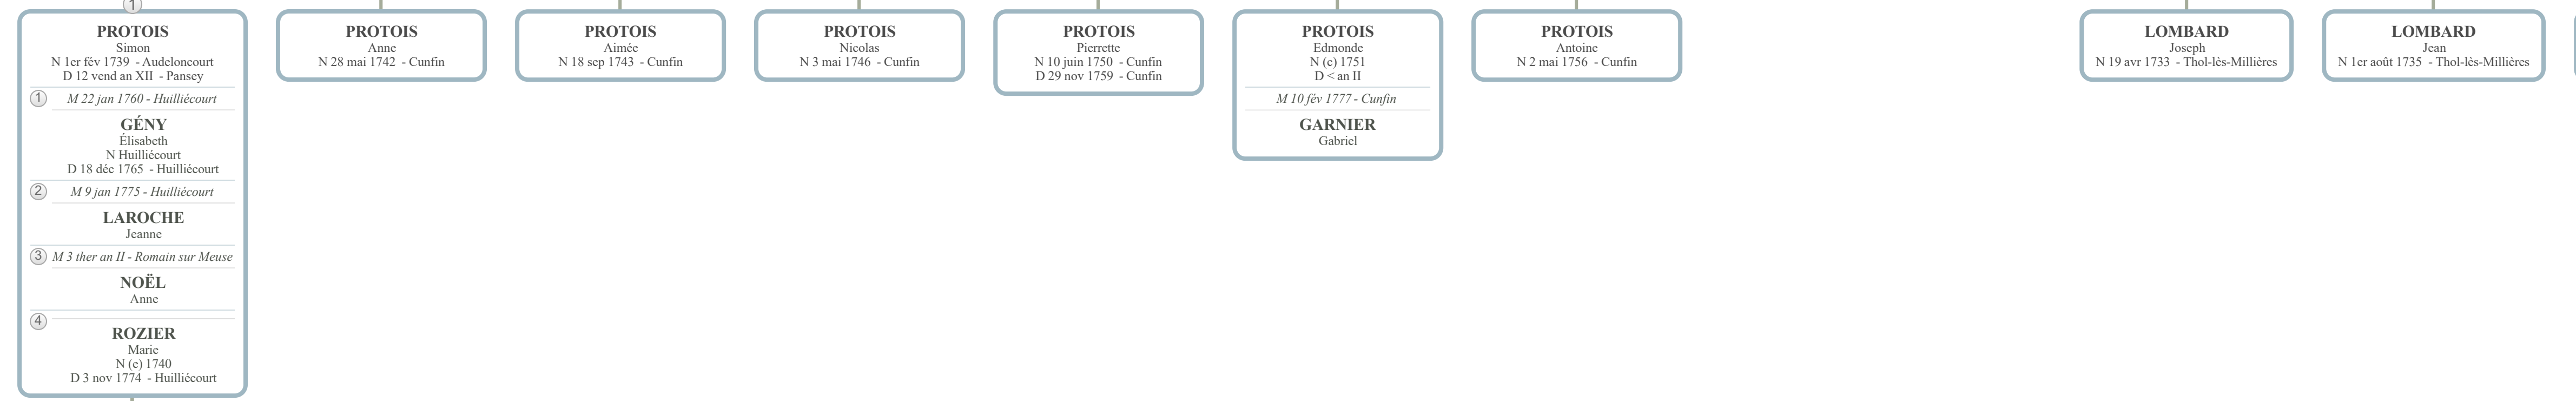 1
PROTOIS
Simon
N 1er fév 1739 - Audeloncourt
D 12 vend an XII - Pansey
1 M 22 jan 1760 - Huilliécourt
GÉNY
Élisabeth
N Huilliécourt
D 18 déc 1765 - Huilliécourt
2 M 9 jan 1775 - Huilliécourt
LAROCHE
Jeanne
3 M 3 ther an II - Romain sur Meuse
NOËL
Anne
4
ROZIER
Marie
N (e) 1740
D 3 nov 1774 - Huilliécourt
PROTOIS
Anne
N 28 mai 1742 - Cunfin
PROTOIS
Aimée
N 18 sep 1743 - Cunfin
PROTOIS
Nicolas
N 3 mai 1746 - Cunfin
PROTOIS
Pierrette
N 10 juin 1750 - Cunfin
D 29 nov 1759 - Cunfin
PROTOIS
Edmonde
N (c) 1751
D < an II
M 10 fév 1777 - Cunfin
GARNIER
Gabriel
PROTOIS
Antoine
N 2 mai 1756 - Cunfin
LOMBARD
Joseph
N 19 avr 1733 - Thol-lès-Millières
LOMBARD
Jean
N 1er août 1735 - Thol-lès-Millières